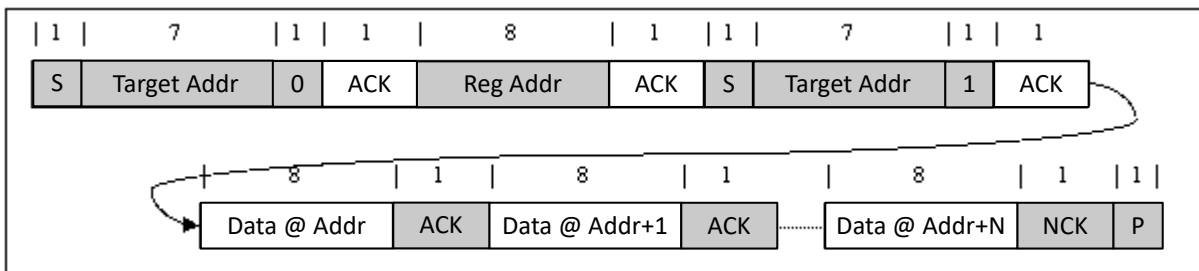 | 1 | 7 | 1 | 1 | 8 | 1 | 1 | 7 | 1 | 1
S Target Addr 0 ACK Reg Addr ACK S Target Addr 1 ACK
| 8 | 1 | 8 | 1 | 8 | 1 | 1 |
Data @ Addr ACK Data @ Addr+1 ACK Data @ Addr+N NCK P